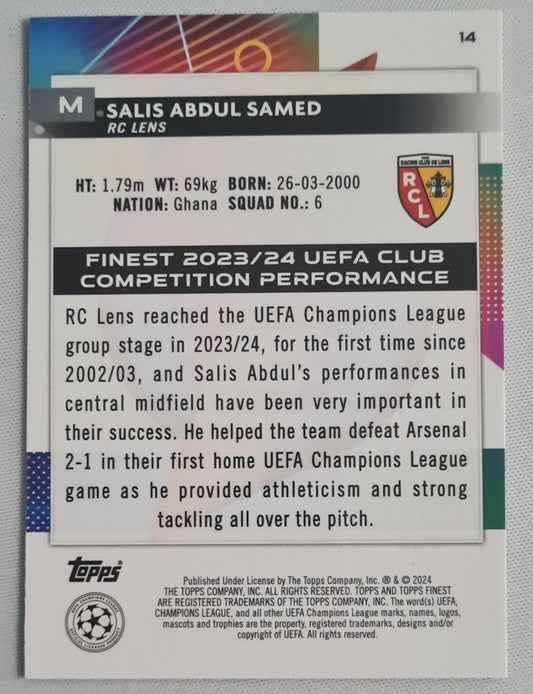 14
M SALIS ABDUL SAMED
RC LENS
HT: 1.79m WT: 69kg BORN: 26-03-2000
NATION: Ghana SQUAD NO.: 6
RACING CLUB DE LENS
RCL
FINEST 2023/24 UEFA CLUB
COMPETITION PERFORMANCE
RC Lens reached the UEFA Champions League
group stage in 2023/24, for the first time since
2002/03, and Salis Abdul's performances in
central midfield have been very important in
their success. He helped the team defeat Arsenal
2-1 in their first home UEFA Champions League
game as he provided athleticism and strong
tackling all over the pitch.
Topps
Published Under License by The Topps Company, Inc. ® & © 2024
THE TOPPS COMPANY, INC. ALL RIGHTS RESERVED. TOPPS AND TOPPS FINEST
ARE REGISTERED TRADEMARKS OF THE TOPPS COMPANY, INC. The word(s) UEFA,
CHAMPIONS LEAGUE, and all other UEFA Champions League marks, names, logos,
mascots and trophies are the property, registered trademarks, designs and/or
copyright of UEFA. All rights reserved.